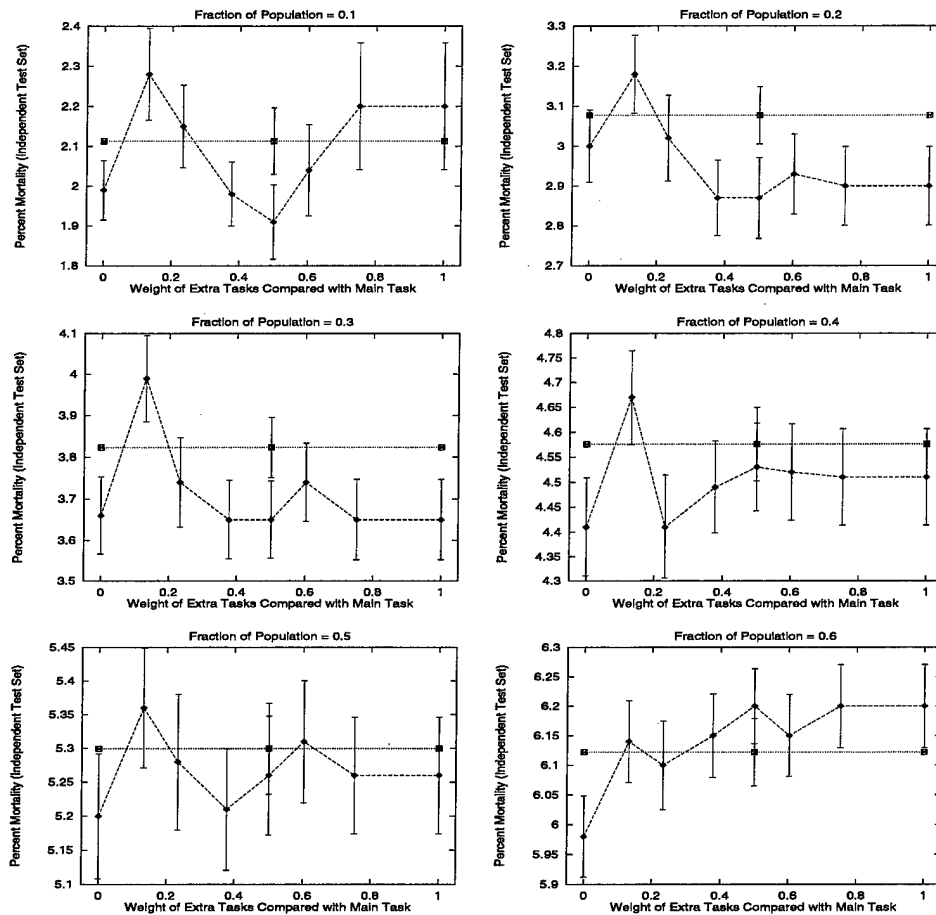 Fraction of Population = 0.1
Percent Mortality (Independent Test Set)
2.4
2.3
2.2
2.1
2
1.9
1.8
0 0.2 0.4 0.6 0.8 1
Weight of Extra Tasks Compared with Main Task
Fraction of Population = 0.2
Percent Mortality (Independent Test Set)
3.3
3.2
3.1
3
2.9
2.8
2.7
0 0.2 0.4 0.6 0.8 1
Weight of Extra Tasks Compared with Main Task
Fraction of Population = 0.3
Percent Mortality (Independent Test Set)
4.1
4
3.9
3.8
3.7
3.6
3.5
0 0.2 0.4 0.6 0.8 1
Weight of Extra Tasks Compared with Main Task
Fraction of Population = 0.4
Percent Mortality (Independent Test Set)
4.8
4.75
4.7
4.65
4.6
4.55
4.5
4.45
4.4
4.35
4.3
0 0.2 0.4 0.6 0.8 1
Weight of Extra Tasks Compared with Main Task
Fraction of Population = 0.5
Percent Mortality (Independent Test Set)
5.45
5.4
5.35
5.3
5.25
5.2
5.15
5.1
0 0.2 0.4 0.6 0.8 1
Weight of Extra Tasks Compared with Main Task
Fraction of Population = 0.6
Percent Mortality (Independent Test Set)
6.3
6.25
6.2
6.15
6.1
6.05
6
5.95
5.9
0 0.2 0.4 0.6 0.8 1
Weight of Extra Tasks Compared with Main Task